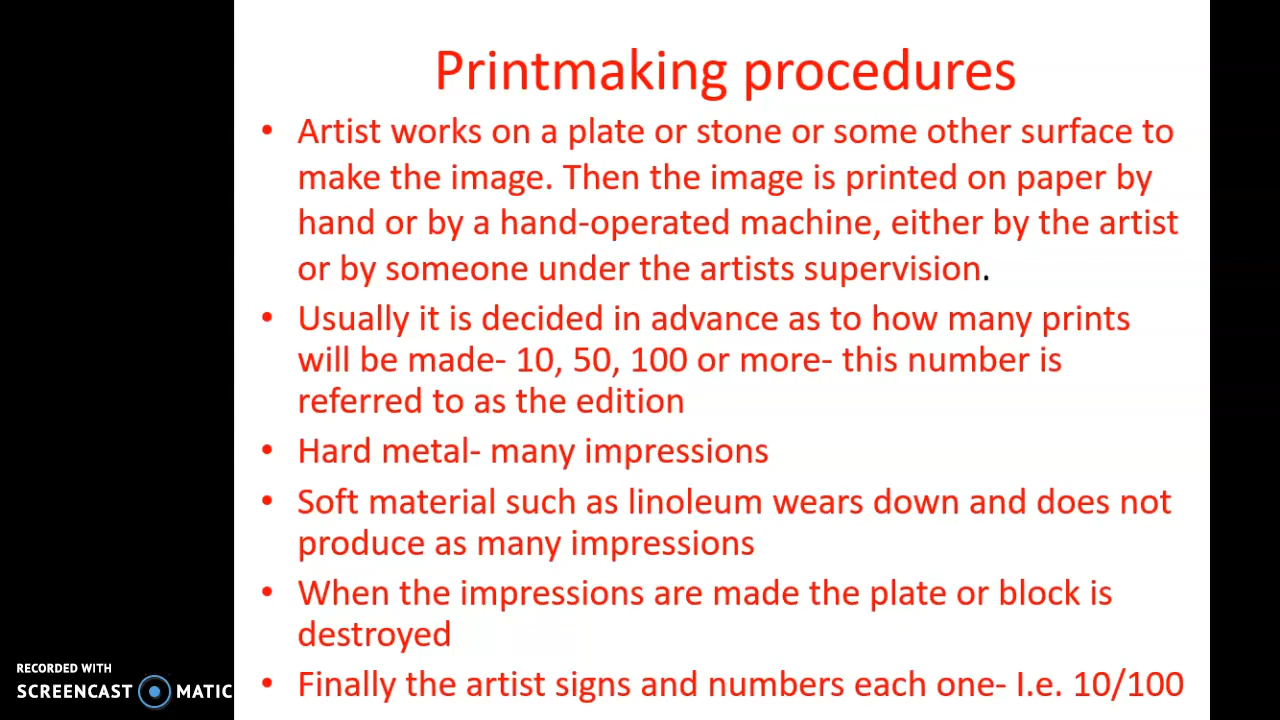 Printmaking procedures
• Artist works on a plate or stone or some other surface to
make the image. Then the image is printed on paper by
hand or by a hand-operated machine, either by the artist
or by someone under the artists supervision.
• Usually it is decided in advance as to how many prints
will be made- 10, 50, 100 or more- this number is
referred to as the edition
• Hard metal- many impressions
• Soft material such as linoleum wears down and does not
produce as many impressions
• When the impressions are made the plate or block is
destroyed
• Finally the artist signs and numbers each one- I.e. 10/100
RECORDED WITH
SCREENCAST MATIC